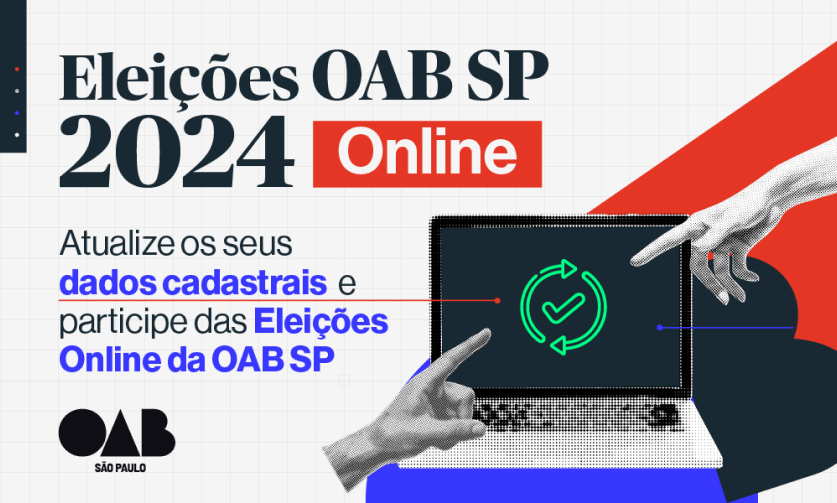 Eleições OAB SP
2024 Online
Atualize os seus
dados cadastrais e
participe das Eleições
Online da OAB SP
OAB
SÃO PAULO